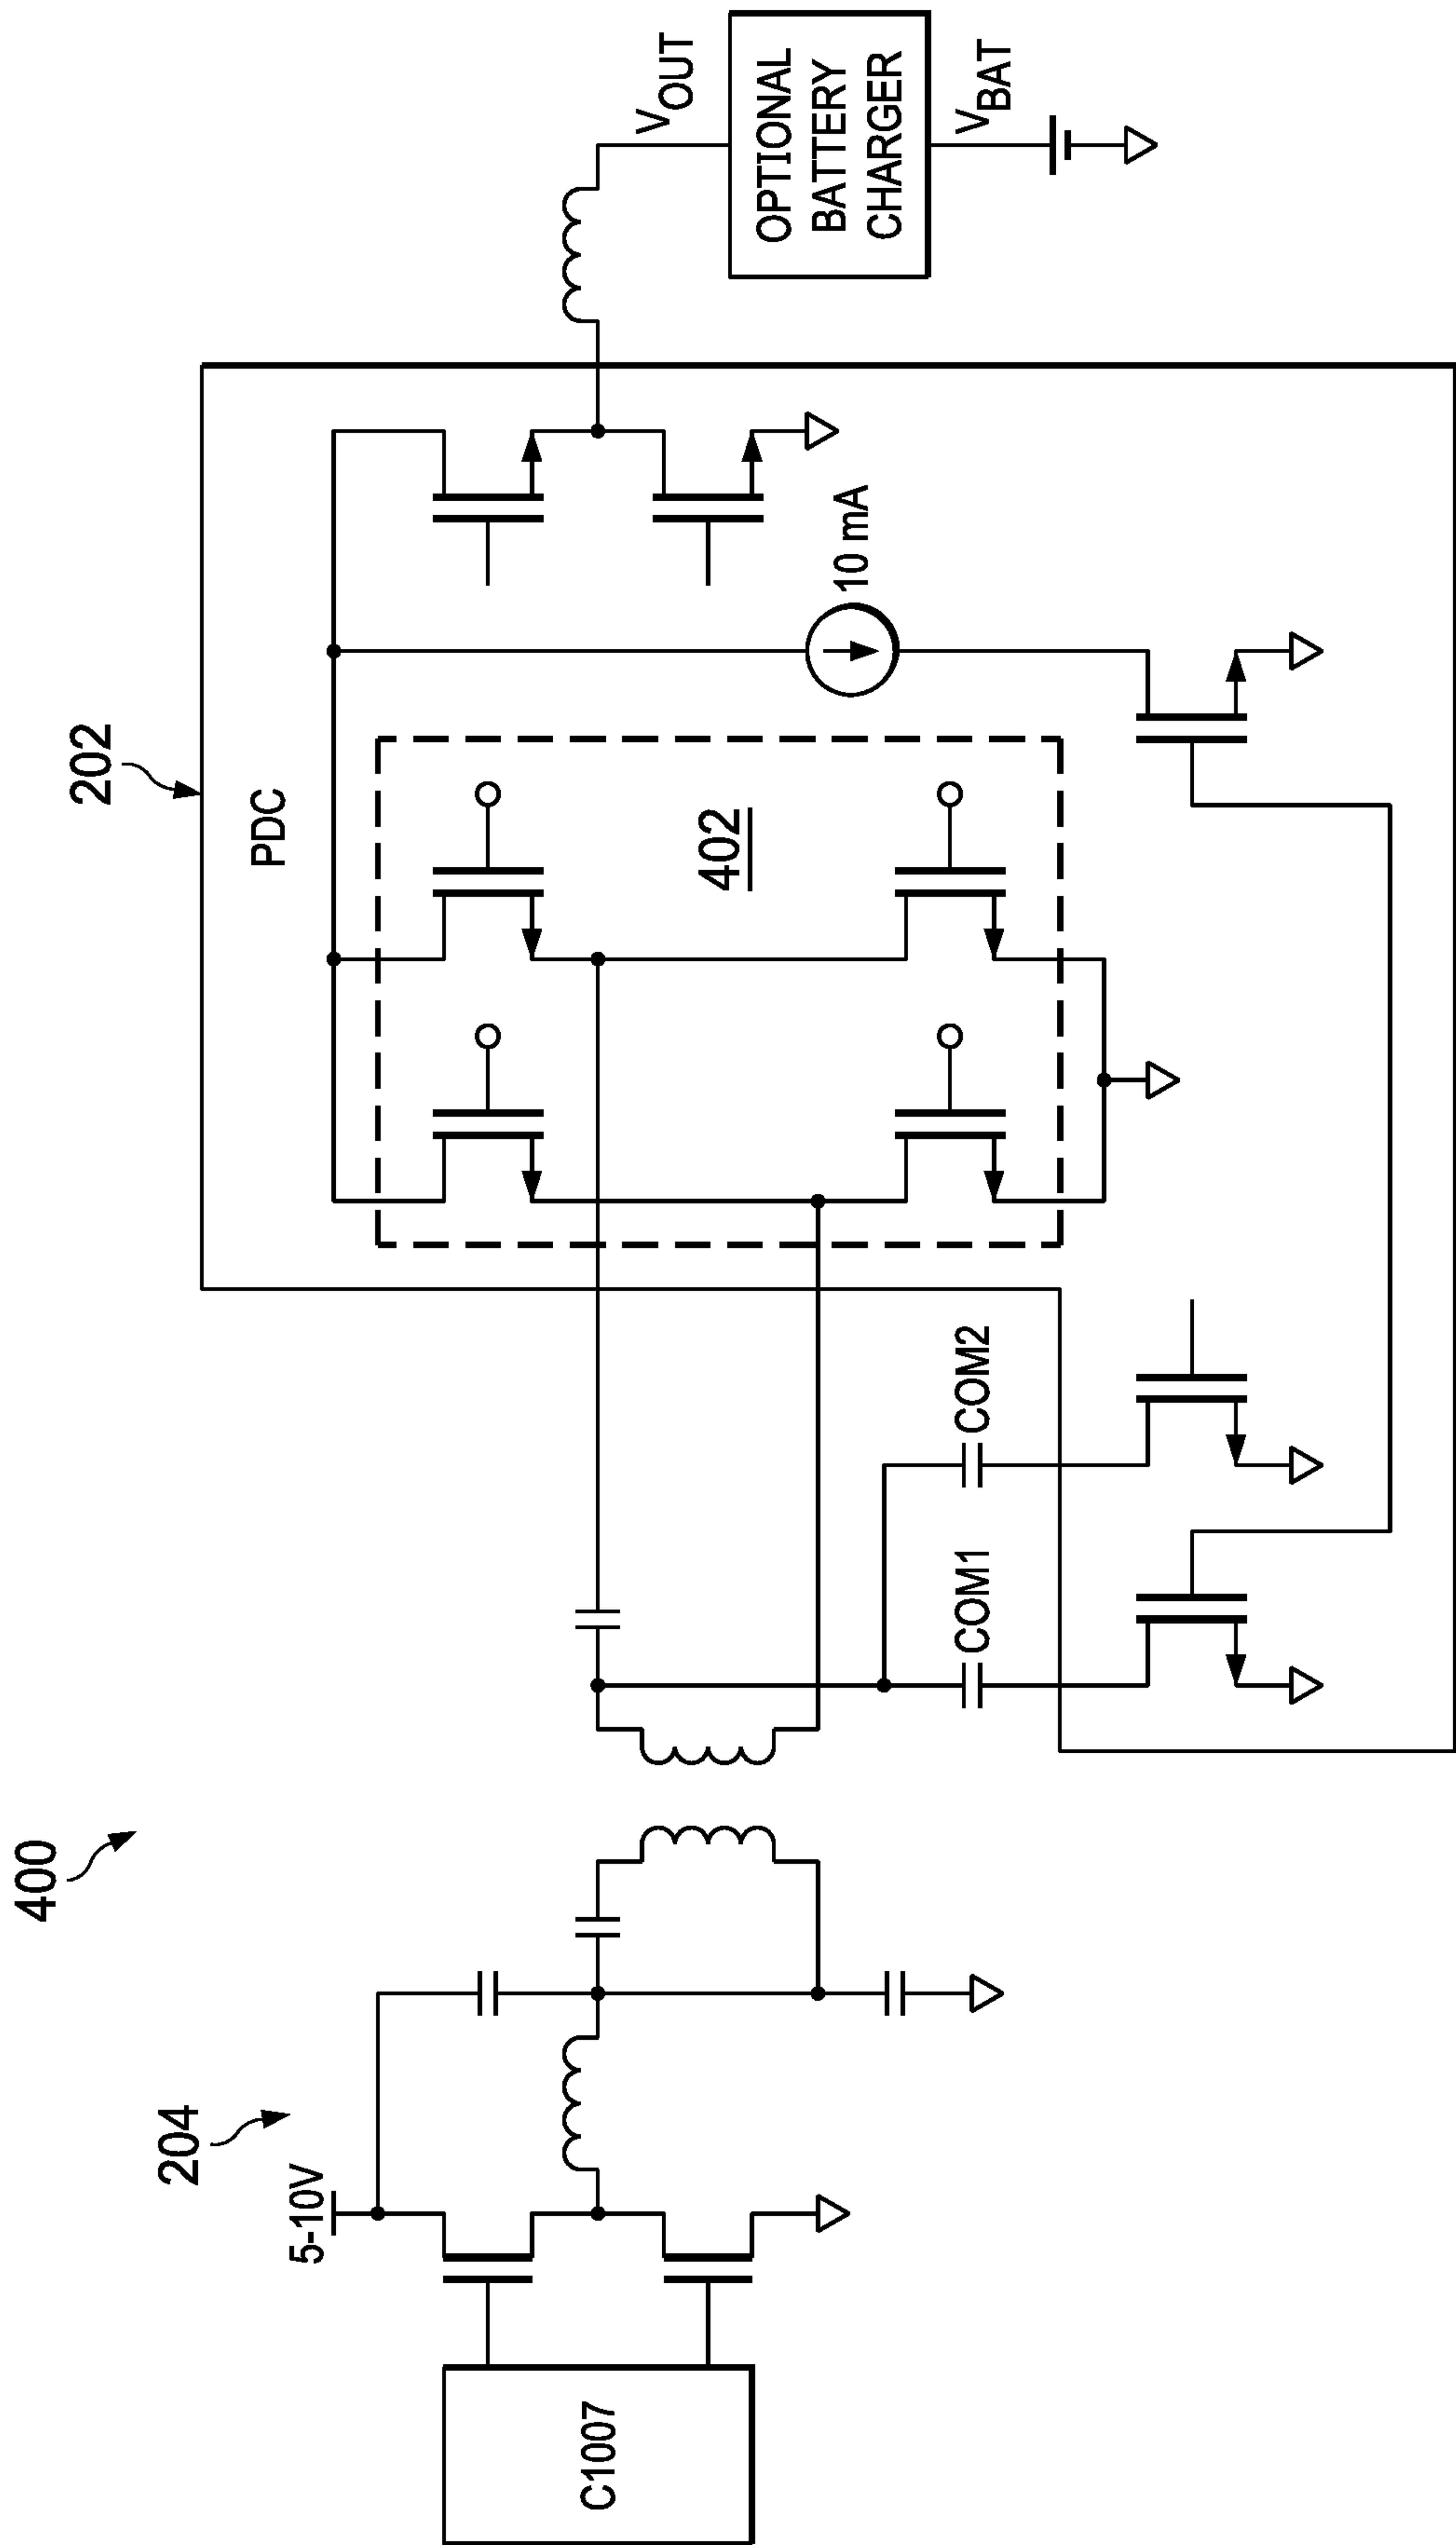 400
204
5-10V
C1007
202
PDC
402
10 mA
COM1
COM2
VOUT
OPTIONAL
BATTERY
CHARGER
VBAT